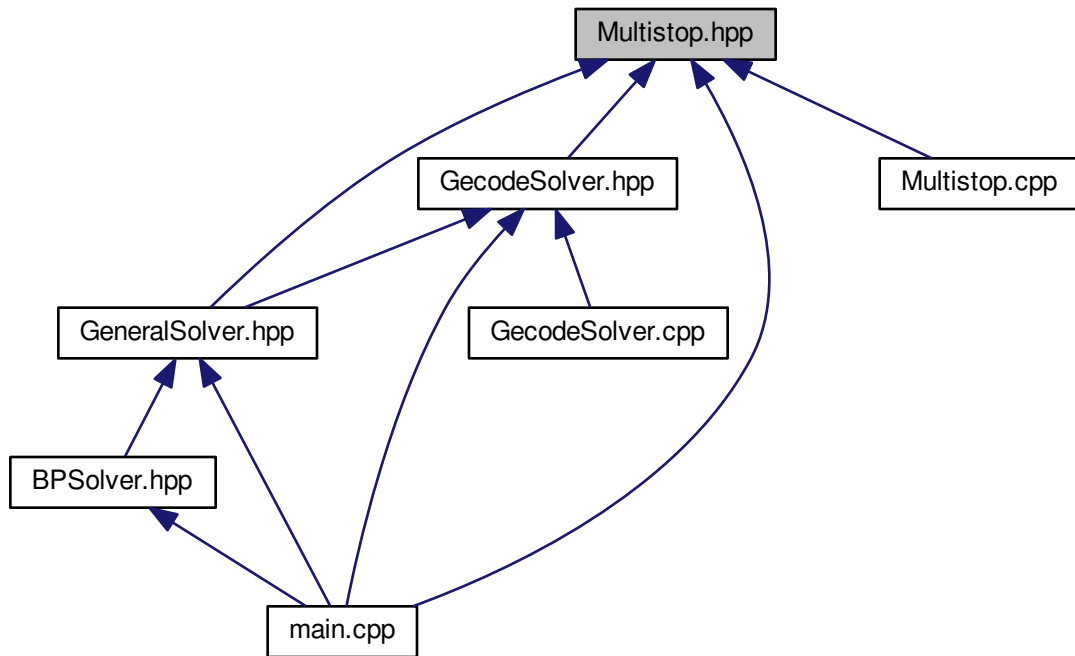 Multistop.hpp
GecodeSolver.hpp
Multistop.cpp
GeneralSolver.hpp
GecodeSolver.cpp
BPSolver.hpp
main.cpp